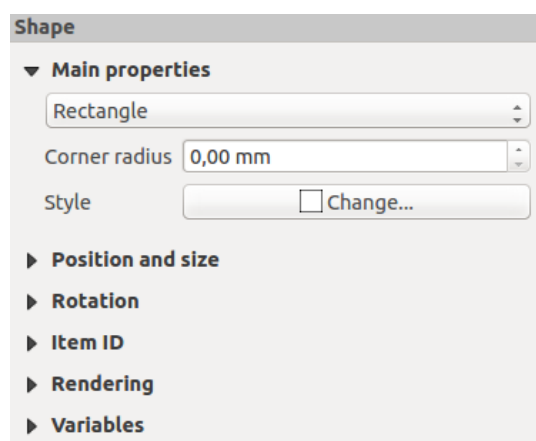 Shape
Main properties
Rectangle
Corner radius 0,00 mm
Style Change...
Position and size
Rotation
Item ID
Rendering
Variables